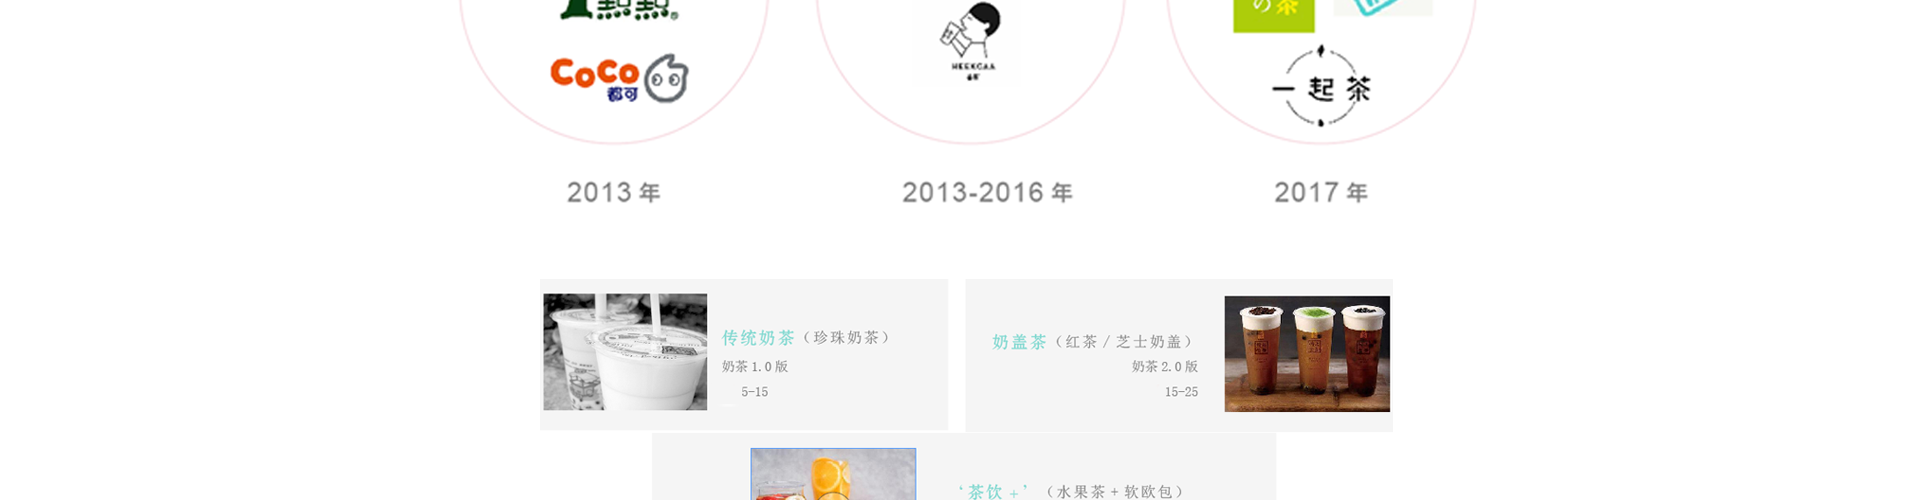 點點
の茶
CoCo
都可
HEEKCAA
一起茶
2013 年
2013-2016 年
2017 年
传统奶茶（珍珠奶茶）
奶茶 1.0 版
5-15
奶盖茶（红茶 / 芝士奶盖）
奶茶 2.0 版
15-25
‘茶饮 +’（水果茶 + 软欧包）